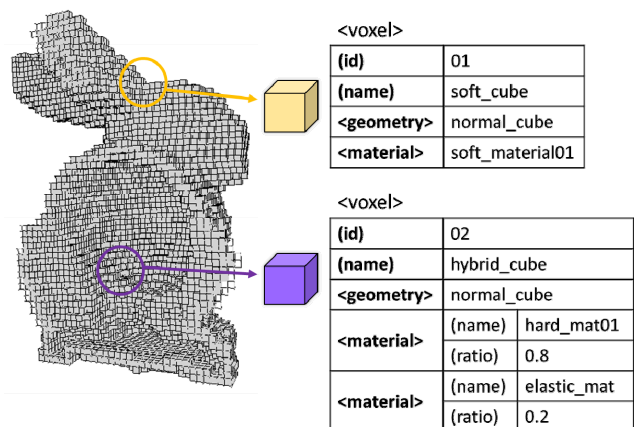 <voxel>
(id) 01
(name) soft_cube
<geometry> normal_cube
<material> soft_material01
<voxel>
(id) 02
(name) hybrid_cube
<geometry> normal_cube
<material> (name) hard_mat01
(ratio) 0.8
<material> (name) elastic_mat
(ratio) 0.2